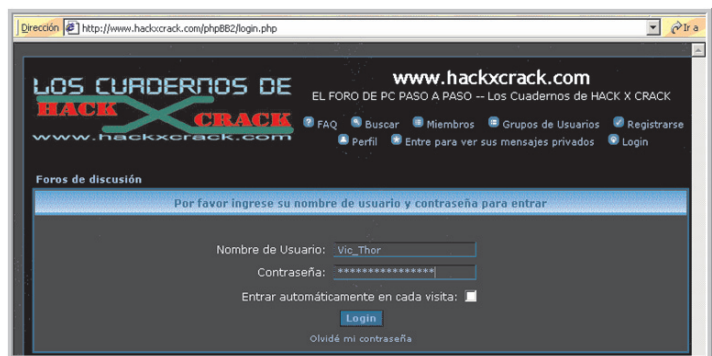 Dirección http://www.hackxcrack.com/phpBB2/login.php Ir a
LOS CUADERNOS DE
HACK X CRACK
www.hackxcrack.com
www.hackxcrack.com
EL FORO DE PC PASO A PASO -- Los Cuadernos de HACK X CRACK
FAQ Buscar Miembros Grupos de Usuarios Registrarse
Perfil Entre para ver sus mensajes privados Login
Foros de discusión
Por favor ingrese su nombre de usuario y contraseña para entrar
Nombre de Usuario: Vic_Thor
Contraseña: ****************
Entrar automáticamente en cada visita:
Login
Olvidé mi contraseña